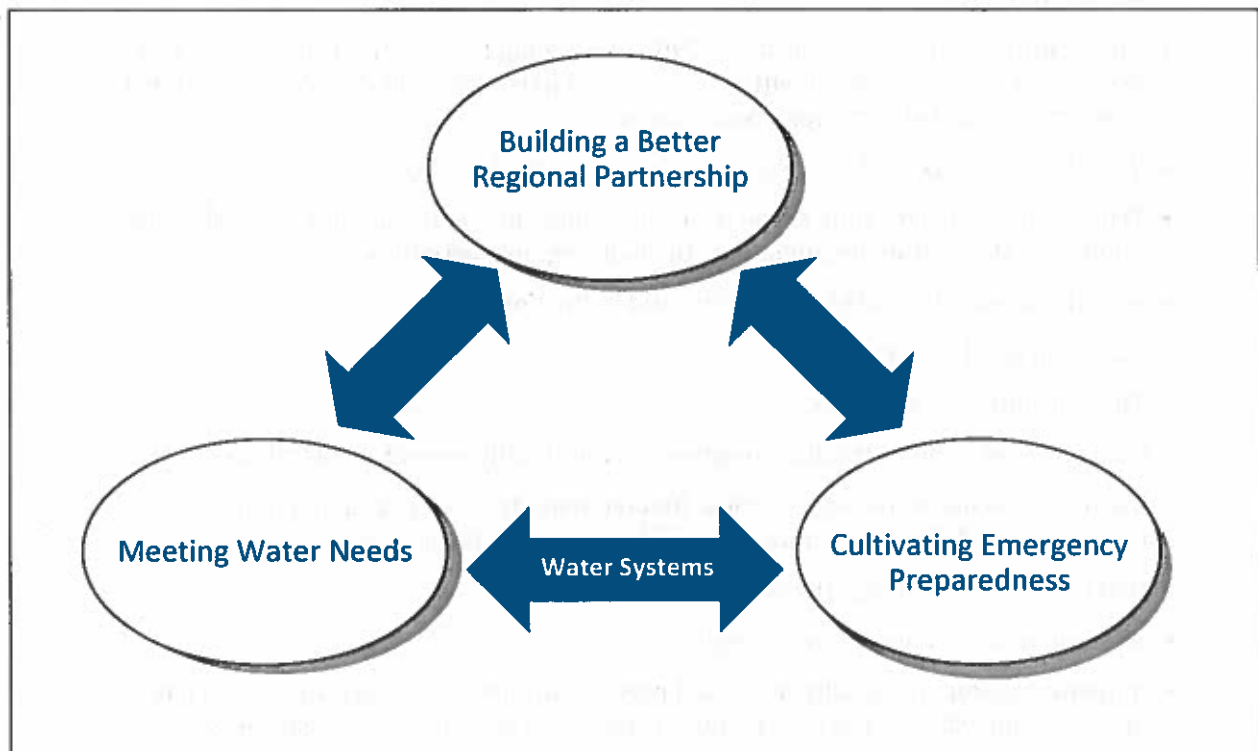 Building a Better
Regional Partnership
Meeting Water Needs
Water Systems
Cultivating Emergency
Preparedness